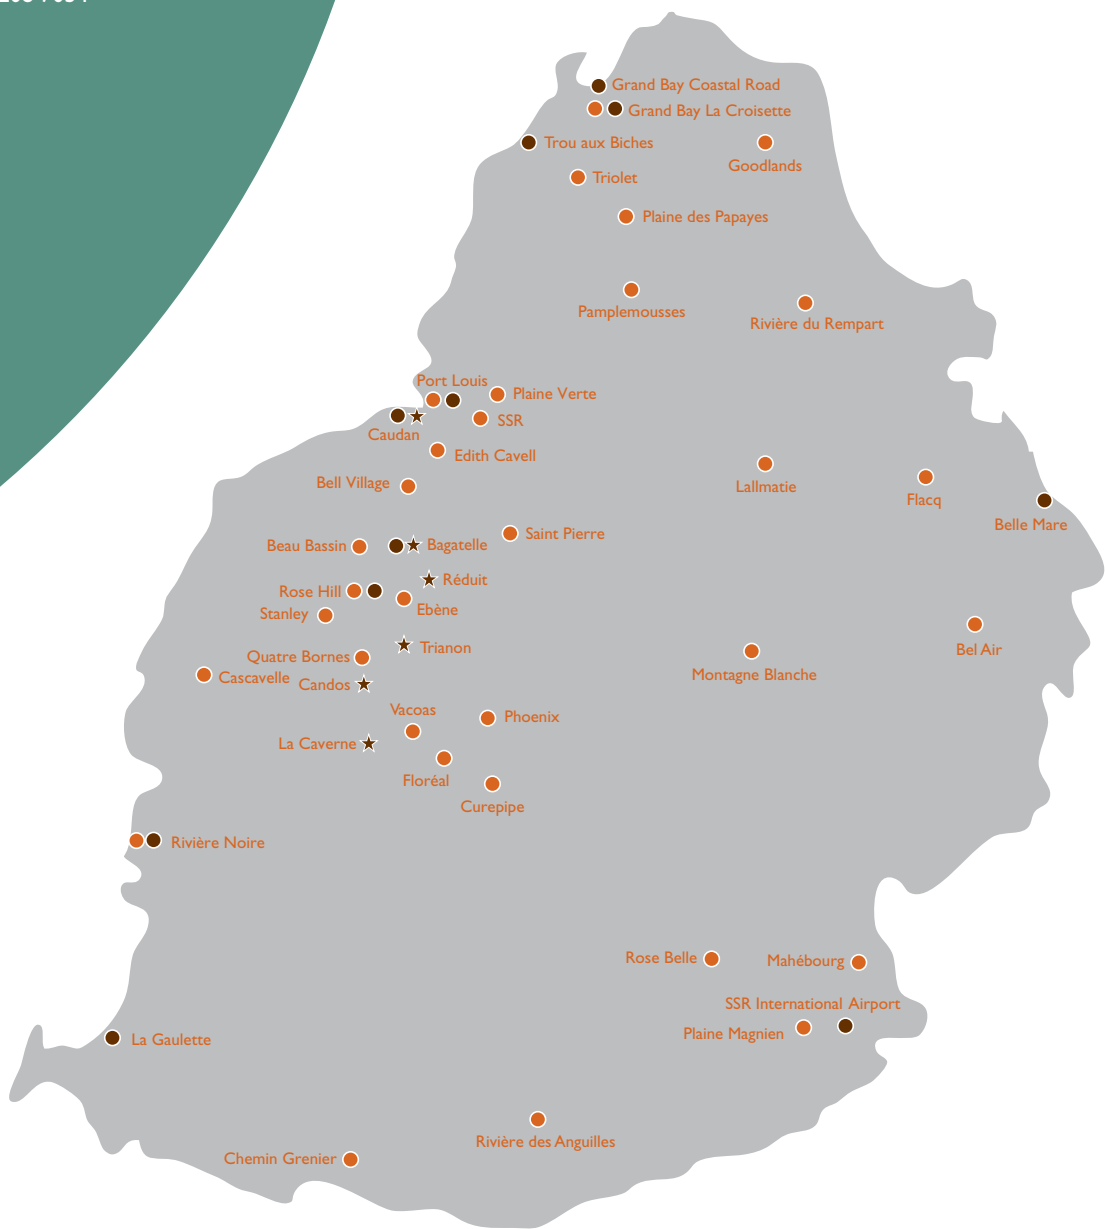 Grand Bay Coastal Road
Grand Bay La Croisette
Trou aux Biches
Goodlands
Triolet
Plaine des Papayes
Pamplemousses
Rivière du Rempart
Port Louis
Plaine Verte
SSR
Caudan
Edith Cavell
Bell Village
Lallmatie
Flacq
Belle Mare
Saint Pierre
Beau Bassin
Bagatelle
Réduit
Rose Hill
Ebène
Stanley
Trianon
Bel Air
Quatre Bornes
Montagne Blanche
Cascavelle
Candos
Vacoas
Phoenix
La Caverne
Floréal
Curepipe
Rivière Noire
Rose Belle
Mahébourg
SSR International Airport
Plaine Magnien
La Gaulette
Rivière des Anguilles
Chemin Grenier